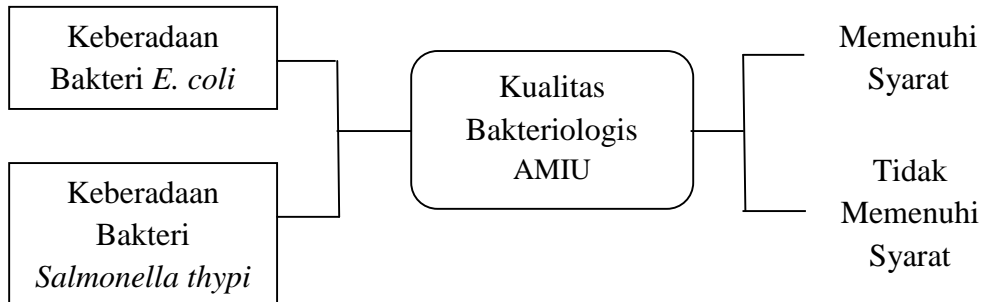 Keberadaan
Bakteri E. coli
Keberadaan
Bakteri
Salmonella thypi
Kualitas
Bakteriologis
AMIU
Memenuhi
Syarat
Tidak
Memenuhi
Syarat